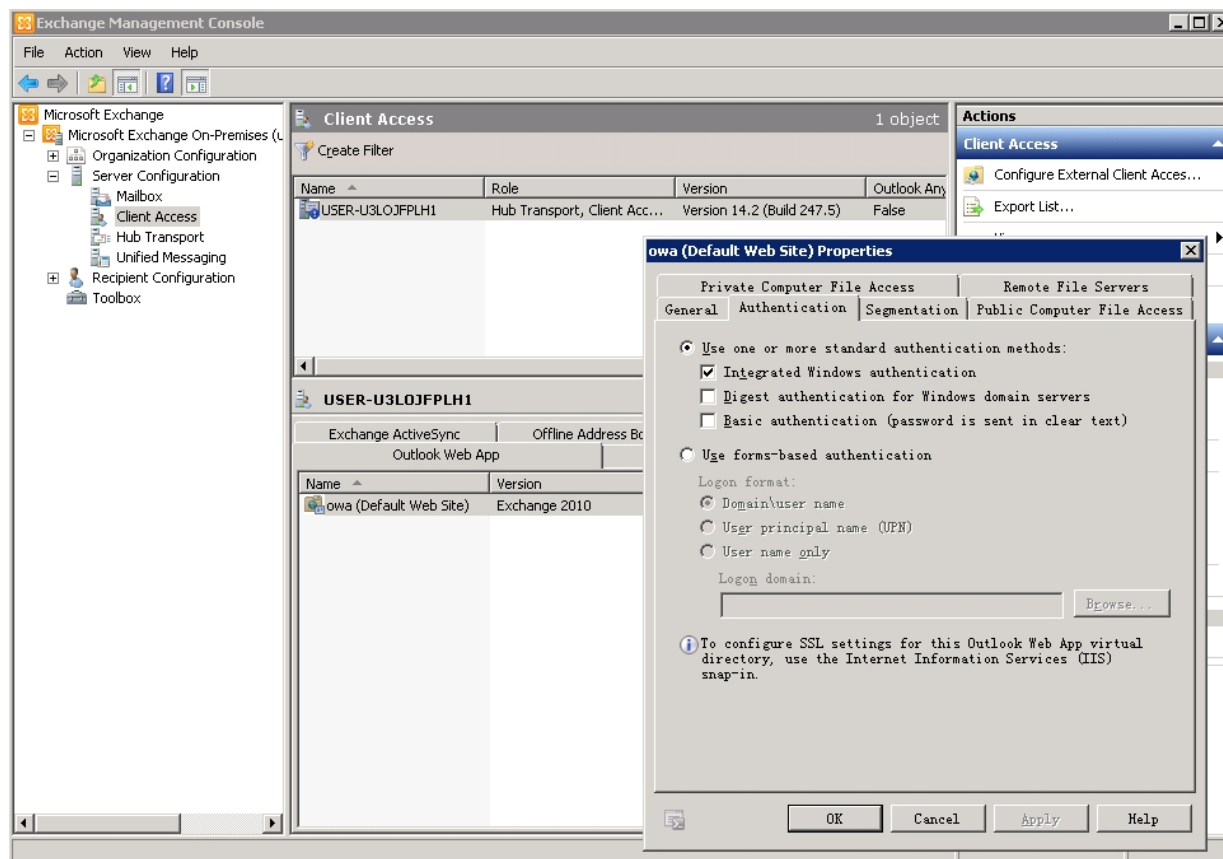 Exchange Management Console
File Action View Help
Microsoft Exchange
Microsoft Exchange On-Premises (u
Organization Configuration
Server Configuration
Mailbox
Client Access
Hub Transport
Unified Messaging
Recipient Configuration
Toolbox
Client Access 1 object
Create Filter
Name Role Version Outlook Any
USER-U3LOJFPLH1 Hub Transport, Client Acc... Version 14.2 (Build 247.5) False
USER-U3LOJFPLH1
Exchange ActiveSync Offline Address Bo
Outlook Web App
Name Version
owa (Default Web Site) Exchange 2010
Actions
Client Access
Configure External Client Acces...
Export List...
owa (Default Web Site) Properties
Private Computer File Access Remote File Servers
General Authentication Segmentation Public Computer File Access
Use one or more standard authentication methods:
Integrated Windows authentication
Digest authentication for Windows domain servers
Basic authentication (password is sent in clear text)
Use forms-based authentication
Logon format:
Domain\user name
User principal name (UPN)
User name only
Logon domain:
Browse...
To configure SSL settings for this Outlook Web App virtual
directory, use the Internet Information Services (IIS)
snap-in.
OK Cancel Apply Help